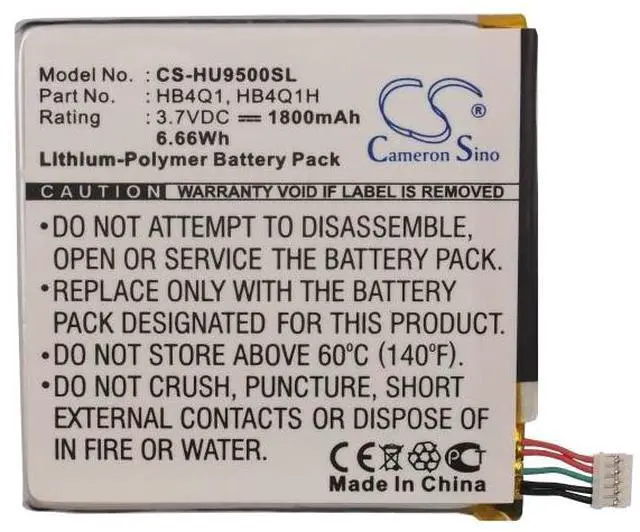 Model No. : CS-HU9500SL
Part No. : HB4Q1, HB4Q1H
Rating : 3.7VDC ⎓ 1800mAh
6.66Wh
Lithium-Polymer Battery Pack
CS ®
Cameron Sino
CAUTION WARRANTY VOID IF LABEL IS REMOVED
•DO NOT ATTEMPT TO DISASSEMBLE,
OPEN OR SERVICE BATTERY PACK.
•REPLACE ONLY WITH THE BATTERY
PACK DESIGNATED FOR THIS PRODUCT.
•DO NOT STORE ABOVE 60°C (140°F).
•DO NOT CRUSH, PUNCTURE, SHORT
EXTERNAL CONTACTS OR DISPOSE OF
IN FIRE OR WATER.
CE PCT
Made In China